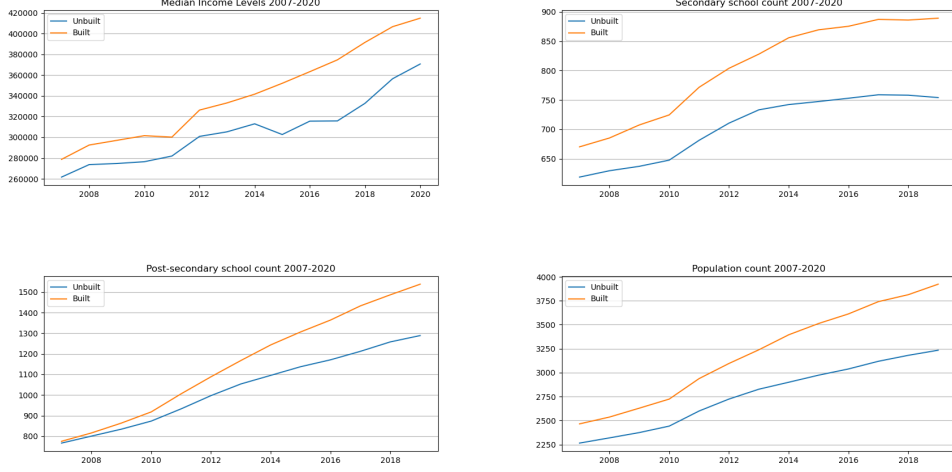 Median Income Levels 2007-2020
420000
400000
380000
360000
340000
320000
300000
280000
260000
Unbuilt
Built
2008 2010 2012 2014 2016 2018 2020
Secondary school count 2007-2020
900
850
800
750
700
650
Unbuilt
Built
2008 2010 2012 2014 2016 2018
Post-secondary school count 2007-2020
1500
1400
1300
1200
1100
1000
900
800
Unbuilt
Built
2008 2010 2012 2014 2016 2018
Population count 2007-2020
4000
3750
3500
3250
3000
2750
2500
2250
Unbuilt
Built
2008 2010 2012 2014 2016 2018